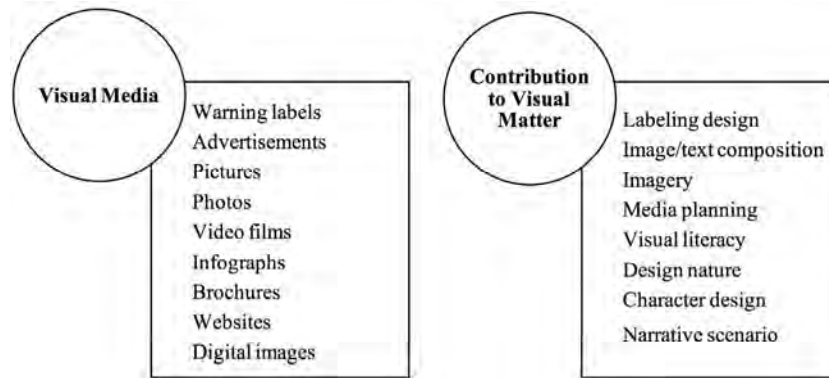 Visual Media
Warning labels
Advertisements
Pictures
Photos
Video films
Infographs
Brochures
Websites
Digital images
Contribution
to Visual
Matter
Labeling design
Image/text composition
Imagery
Media planning
Visual literacy
Design nature
Character design
Narrative scenario